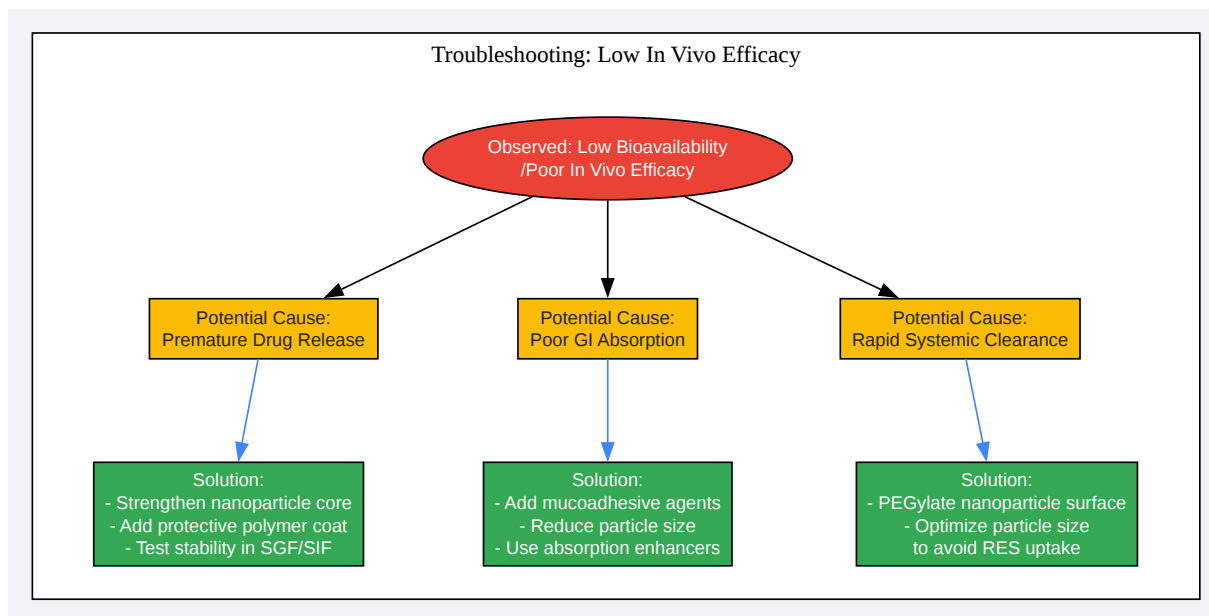 Troubleshooting: Low In Vivo Efficacy
Observed: Low Bioavailability
/Poor In Vivo Efficacy
Potential Cause:
Premature Drug Release
Potential Cause:
Poor GI Absorption
Potential Cause:
Rapid Systemic Clearance
Solution:
- Strengthen nanoparticle core
- Add protective polymer coat
- Test stability in SGF/SIF
Solution:
- Add mucoadhesive agents
- Reduce particle size
- Use absorption enhancers
Solution:
- PEGylate nanoparticle surface
- Optimize particle size
to avoid RES uptake